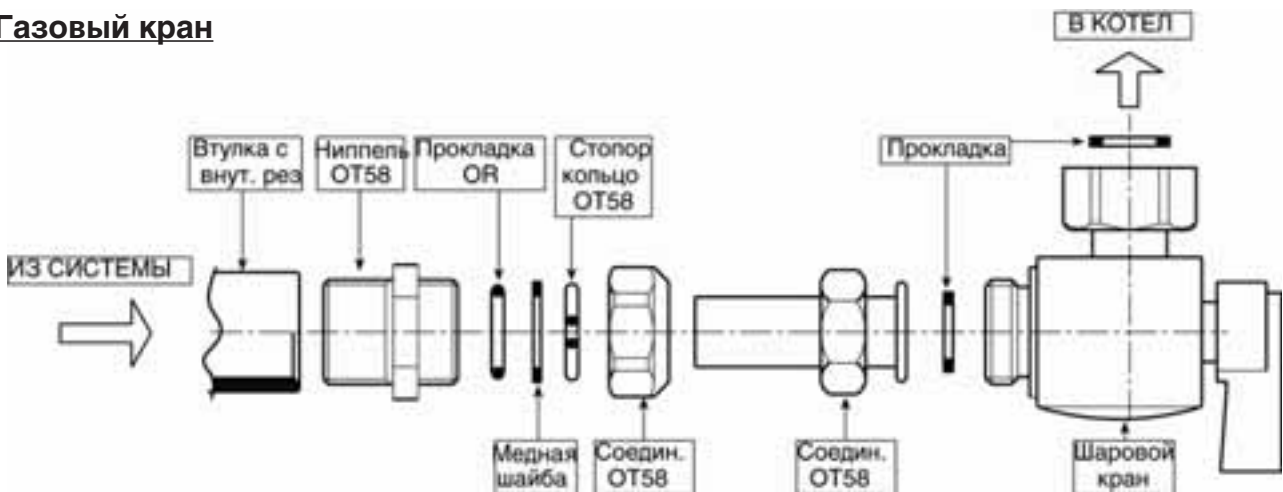 Газовый кран
В КОТЕЛ
Втулка с
внут. рез
Ниппель
ОТ58
Прокладка
OR
Стопор
кольцо
ОТ58
Прокладка
ИЗ СИСТЕМЫ
Медная
шайба
Соедин.
ОТ58
Соедин.
ОТ58
Шаровой
кран